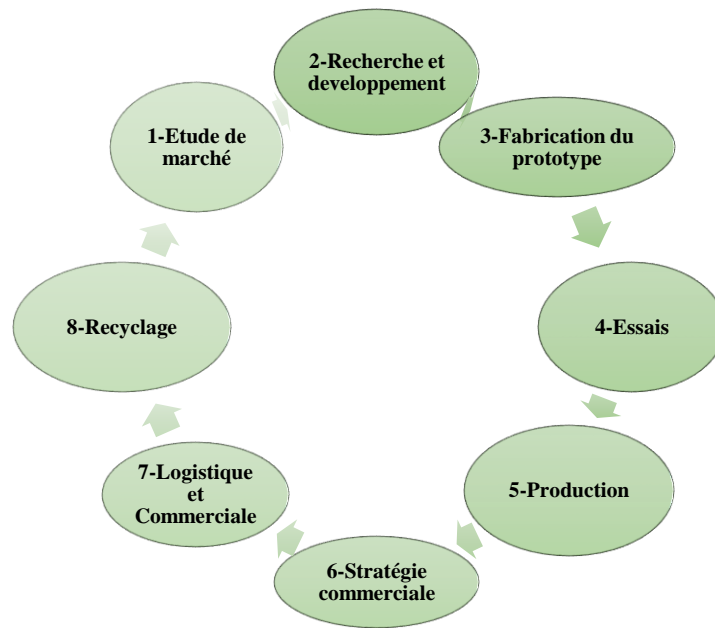 1-Etude de
marché
2-Recherche et
developpement
3-Fabrication du
prototype
4-Essais
5-Production
6-Stratégie
commerciale
7-Logistique
et
Commerciale
8-Recyclage